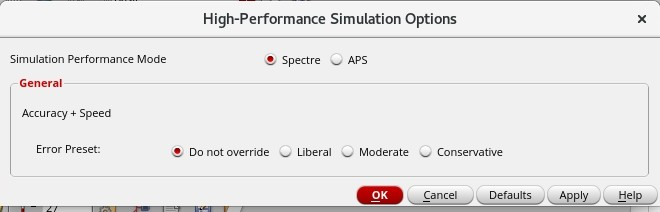 High-Performance Simulation Options ×
Simulation Performance Mode Spectre APS
General
Accuracy + Speed
Error Preset: Do not override Liberal Moderate Conservative
OK Cancel Defaults Apply Help
27